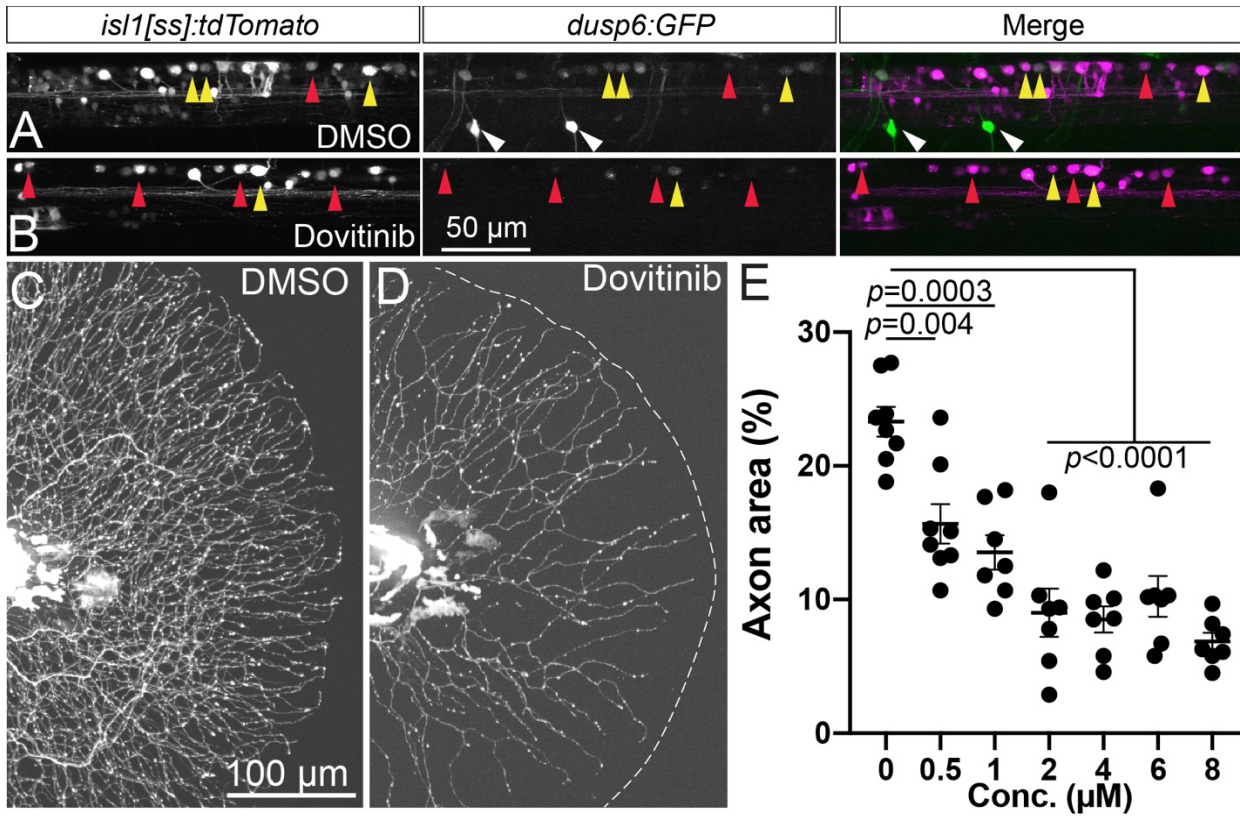 isl1[ss]:tdTomato
dusp6:GFP
Merge
A
DMSO
B
Dovitinib
50 µm
C
DMSO
100 µm
D
Dovitinib
E
p=0.0003
p=0.004
p<0.0001
Axon area (%)
30
20
10
0
0 0.5 1 2 4 6 8
Conc. (µM)